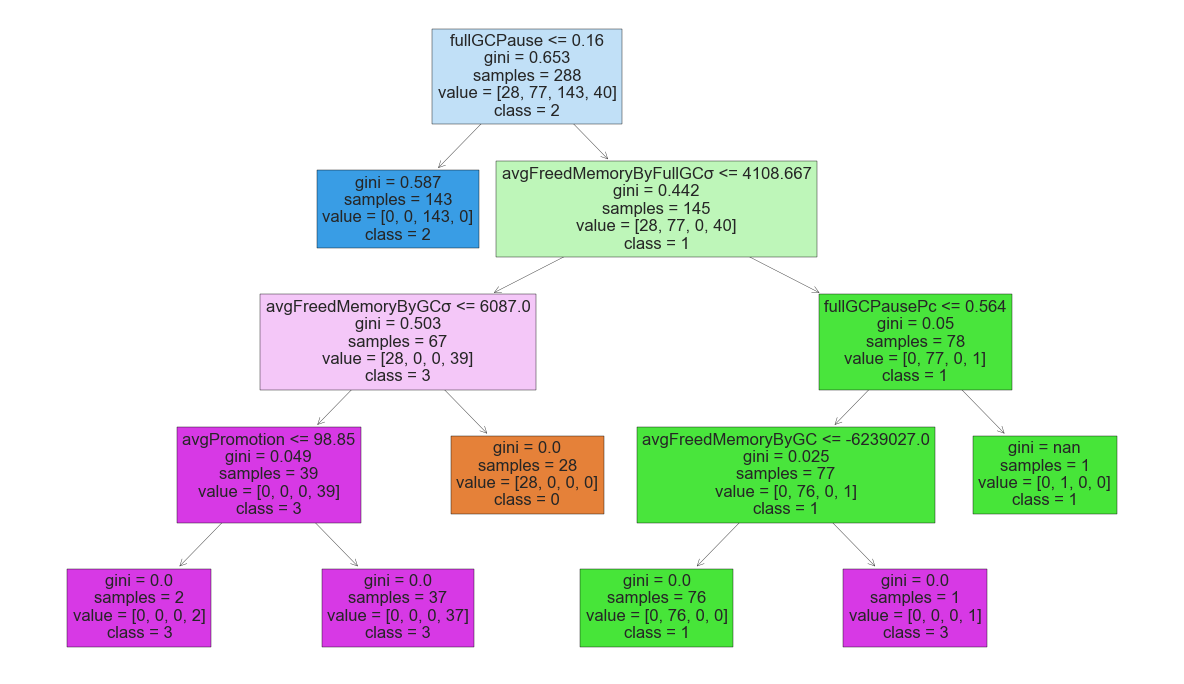 fullGCPause <= 0.16
gini = 0.653
samples = 288
value = [28, 77, 143, 40]
class = 2
gini = 0.587
samples = 143
value = [0, 0, 143, 0]
class = 2
avgFreedMemoryByFullGCσ <= 4108.667
gini = 0.442
samples = 145
value = [28, 77, 0, 40]
class = 1
avgFreedMemoryByGCσ <= 6087.0
gini = 0.503
samples = 67
value = [28, 0, 0, 39]
class = 3
fullGCPausePc <= 0.564
gini = 0.05
samples = 78
value = [0, 77, 0, 1]
class = 1
avgPromotion <= 98.85
gini = 0.049
samples = 39
value = [0, 0, 0, 39]
class = 3
gini = 0.0
samples = 28
value = [28, 0, 0, 0]
class = 0
avgFreedMemoryByGC <= -6239027.0
gini = 0.025
samples = 77
value = [0, 76, 0, 1]
class = 1
gini = nan
samples = 1
value = [0, 1, 0, 0]
class = 1
gini = 0.0
samples = 2
value = [0, 0, 0, 2]
class = 3
gini = 0.0
samples = 37
value = [0, 0, 0, 37]
class = 3
gini = 0.0
samples = 76
value = [0, 76, 0, 0]
class = 1
gini = 0.0
samples = 1
value = [0, 0, 0, 1]
class = 3